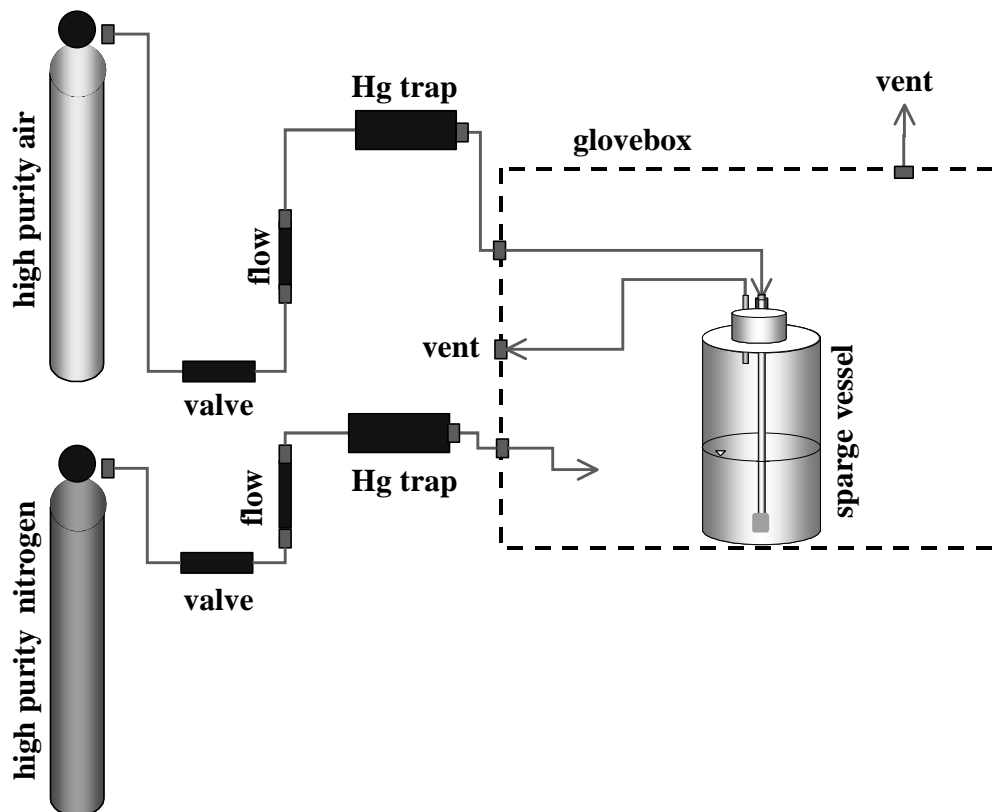 high purity air
valve
flow
Hg trap
glovebox
vent
vent
sparge vessel
high purity nitrogen
valve
flow
Hg trap